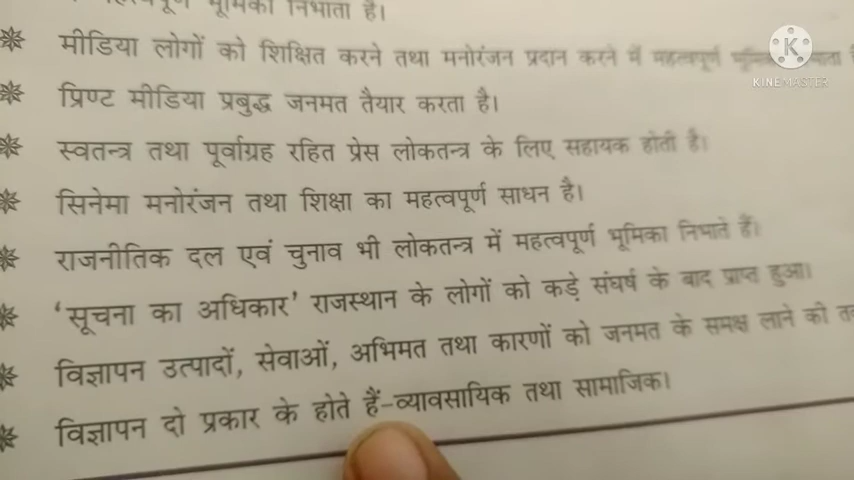 महत्वपूर्ण भूमिका निभाता है।
मीडिया लोगों को शिक्षित करने तथा मनोरंजन प्रदान करने में महत्वपूर्ण
KINEMASTER
प्रिण्ट मीडिया प्रबुद्ध जनमत तैयार करता है।
स्वतन्त्र तथा पूर्वाग्रह रहित प्रेस लोकतन्त्र के लिए सहायक होती है।
सिनेमा मनोरंजन तथा शिक्षा का महत्वपूर्ण साधन है।
राजनीतिक दल एवं चुनाव भी लोकतन्त्र में महत्वपूर्ण भूमिका निभाते हैं।
‘सूचना का अधिकार’ राजस्थान के लोगों को कड़े संघर्ष के बाद प्राप्त हुआ।
विज्ञापन उत्पादों, सेवाओं, अभिमत तथा कारणों को जनमत के समक्ष लाने की
विज्ञापन दो प्रकार के होते हैं-व्यावसायिक तथा सामाजिक।